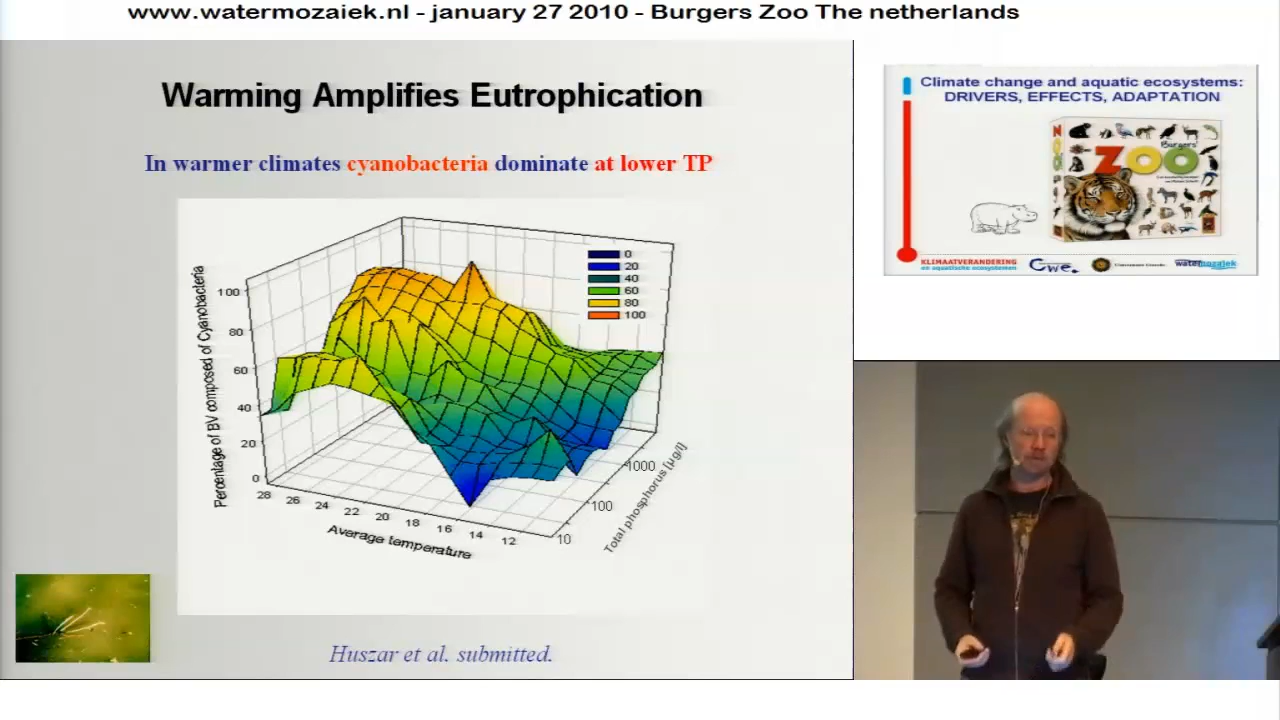 www.watermozaiek.nl - january 27 2010 - Burgers Zoo The netherlands
Warming Amplifies Eutrophication
In warmer climates cyanobacteria dominate at lower TP
Percentage of BV composed of Cyanobacteria
100
80
60
40
20
0
28
26
24
22
20
18
16
14
12
Average temperature
10
100
1000
Total phosphorus [µg/l]
0
20
40
60
80
100
Huszar et al. submitted.
Climate change and aquatic ecosystems:
DRIVERS, EFFECTS, ADAPTATION
Burgers'
ZOO
KLIMAATVERANDERING
en aquatische ecosystemen
Cwe.
watermozaiek